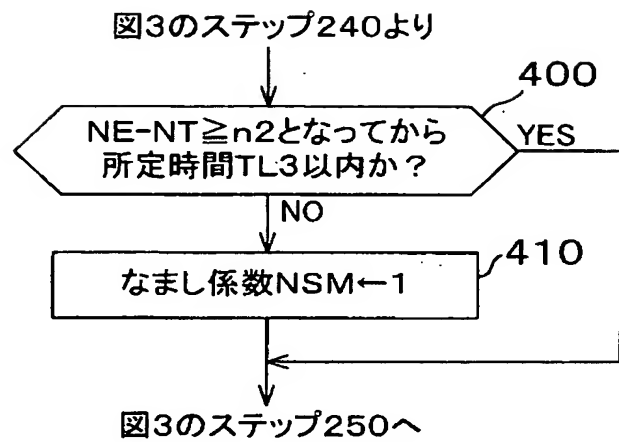 図3のステップ240より
400
NE-NT≧n2となってから
所定時間TL3以内か？
YES
NO
なまし係数NSM←1
410
図3のステップ250へ